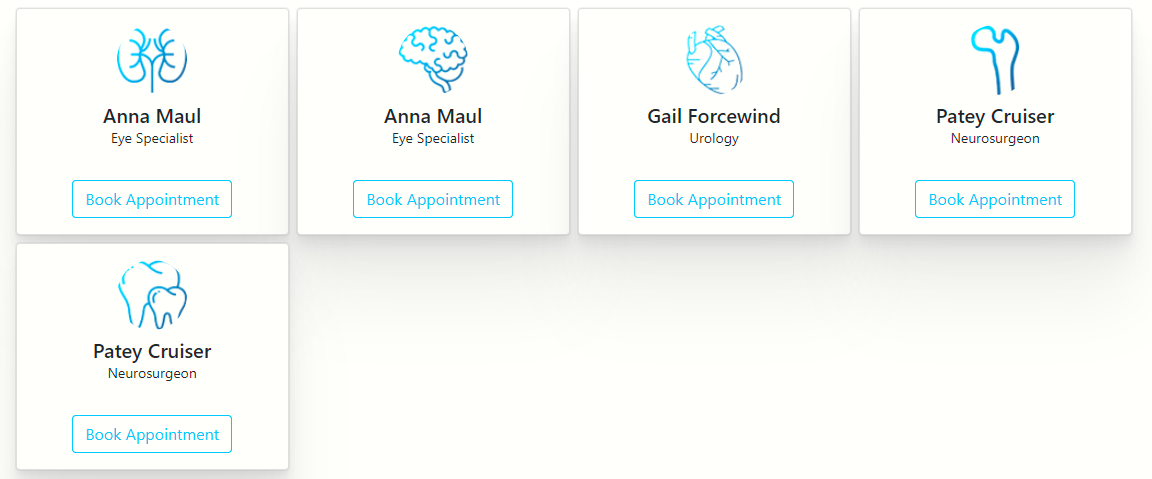 Anna Maul
Eye Specialist
Book Appointment
Anna Maul
Eye Specialist
Book Appointment
Gail Forcewind
Urology
Book Appointment
Patey Cruiser
Neurosurgeon
Book Appointment
Patey Cruiser
Neurosurgeon
Book Appointment